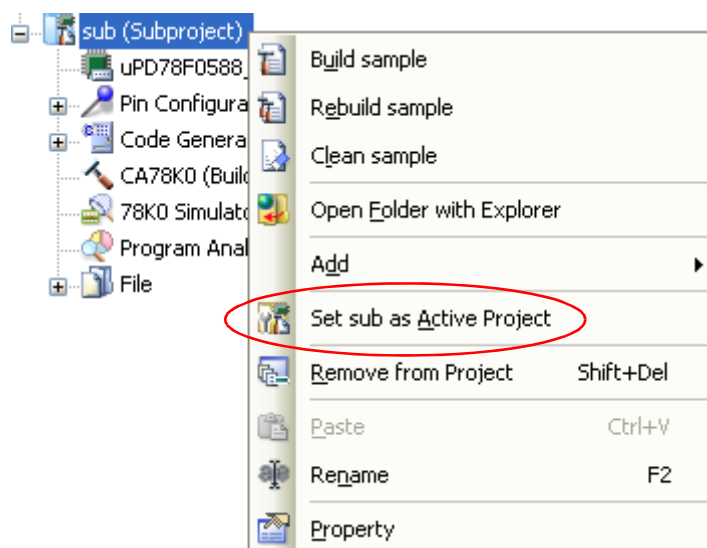 sub (Subproject)
uPD78F0588_
Pin Configura
Code Genera
CA78K0 (Build
78K0 Simulato
Program Anal
File
Build sample
Rebuild sample
Clean sample
Open Folder with Explorer
Add
Set sub as Active Project
Remove from Project Shift+Del
Paste Ctrl+V
Rename F2
Property